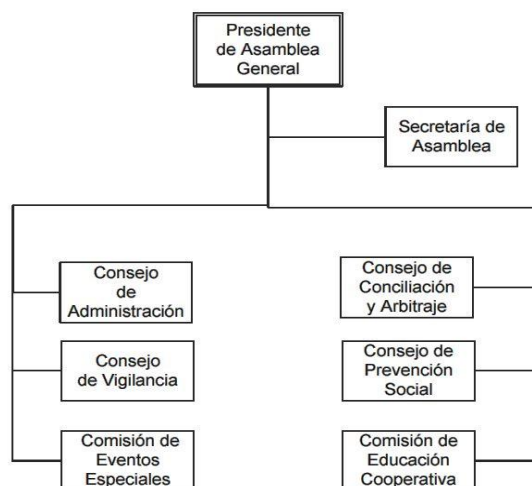 Presidente
de Asamblea
General
Secretaría de
Asamblea
Consejo
de
Administración
Consejo de
Conciliación
y Arbitraje
Consejo
de Vigilancia
Consejo de
Prevención
Social
Comisión de
Eventos
Especiales
Comisión de
Educación
Cooperativa